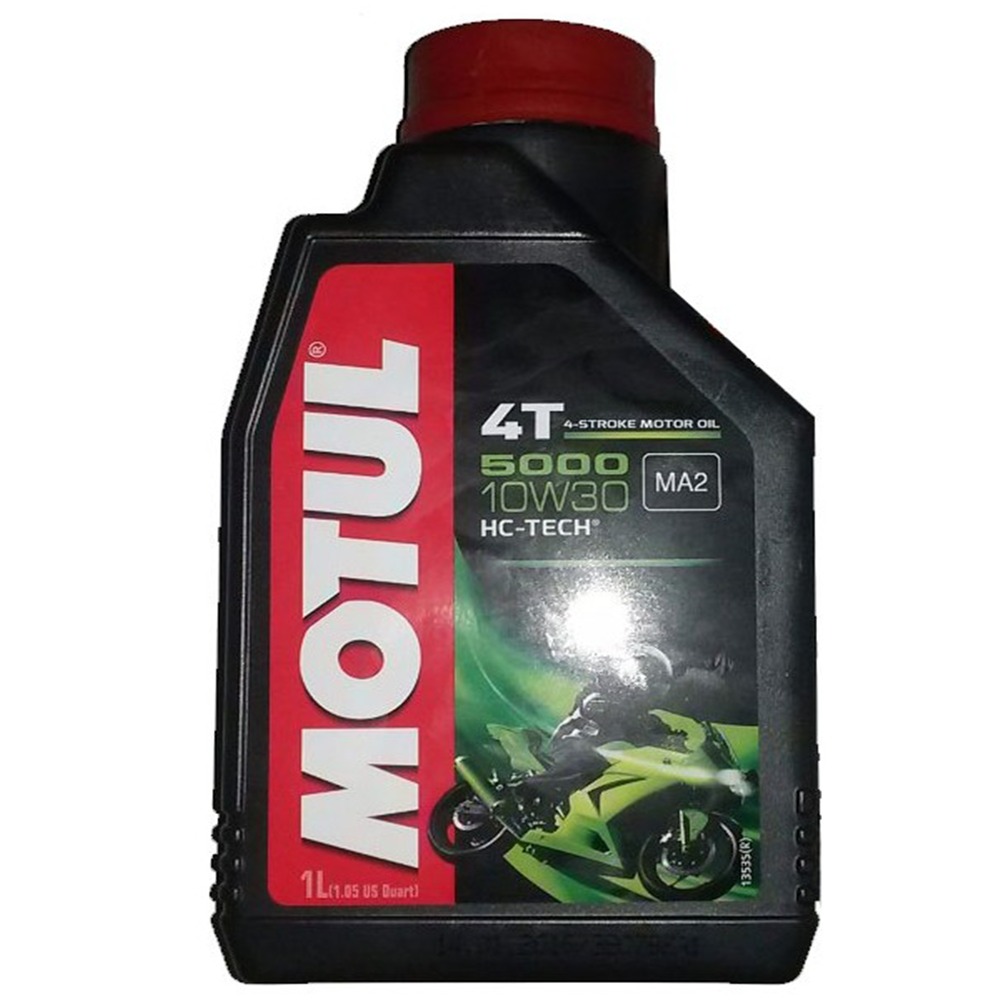 MOTUL®
4T 4-STROKE MOTOR OIL
5000
10W30 MA2
HC-TECH®
1L(1.05 US Quart)
13535(R)